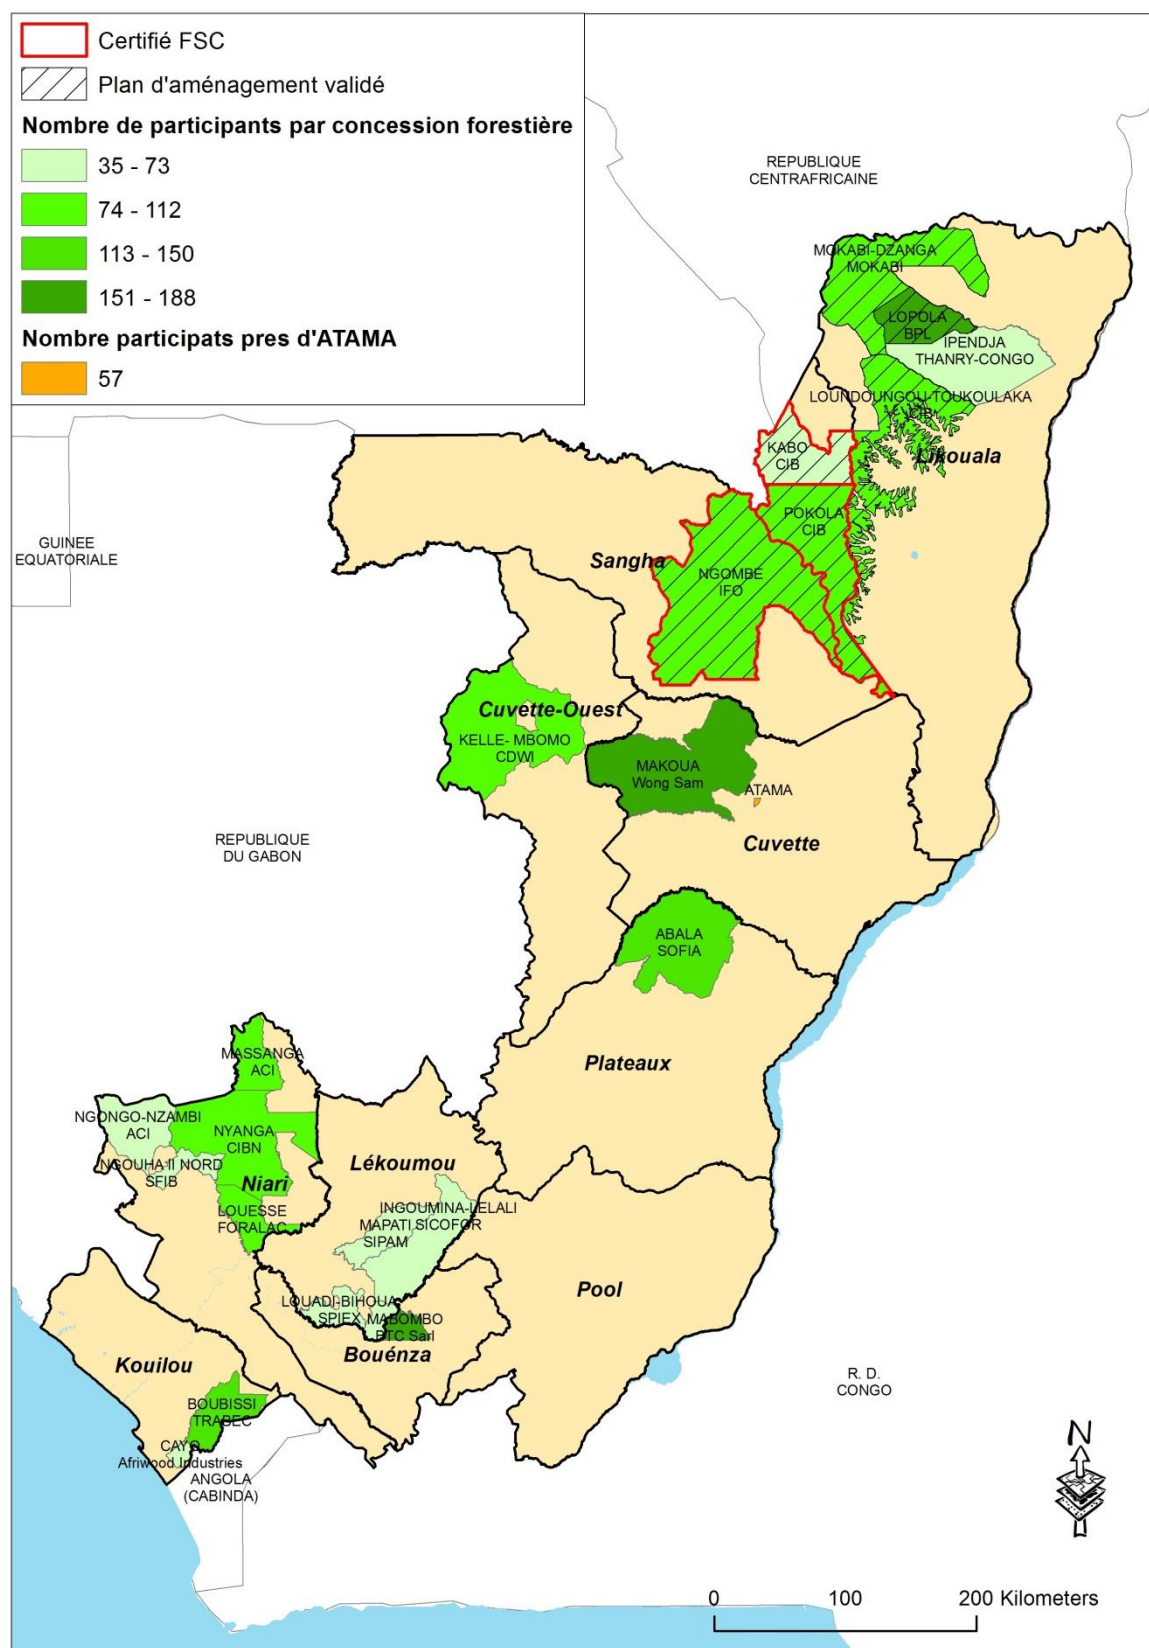 Certifié FSC
Plan d'aménagement validé
Nombre de participants par concession forestière
35 - 73
74 - 112
113 - 150
151 - 188
Nombre participats pres d'ATAMA
57
REPUBLIQUE
CENTRAFRICAINE
MOKABI-DZANGA
MOKABI
LOPOLA
BPL
IPENDJA
THANRY-CONGO
LOUNDOUNGOU-TOUKOULAKA
CIB
KABO
CIB
Likouala
POKOLA
CIB
GUINEE
EQUATORIALE
Sangha
NGOMBE
IFO
Cuvette-Ouest
KELLE- MBOMO
CDWI
MAKOUA
Wong Sam
ATAMA
REPUBLIQUE
DU GABON
Cuvette
ABALA
SOFIA
MASSANGA
ACI
Plateaux
NGONGO-NZAMBI
ACI
NYANGA
CIBN
NGOUHA II NORD
SFIB
Lékoumou
Niari
LOUESSE
FORALAC
INGOUMINA-LELALI
MAPATI SICOFOR
SIPAM
LOUADI-BIHOUA
SPIEX
MABOMBO
BTC Sarl
Pool
Bouénza
Kouilou
BOUBISSI
TRABEC
CAYO
Afriwood Industries
ANGOLA
(CABINDA)
R. D.
CONGO
N
0 100 200 Kilometers